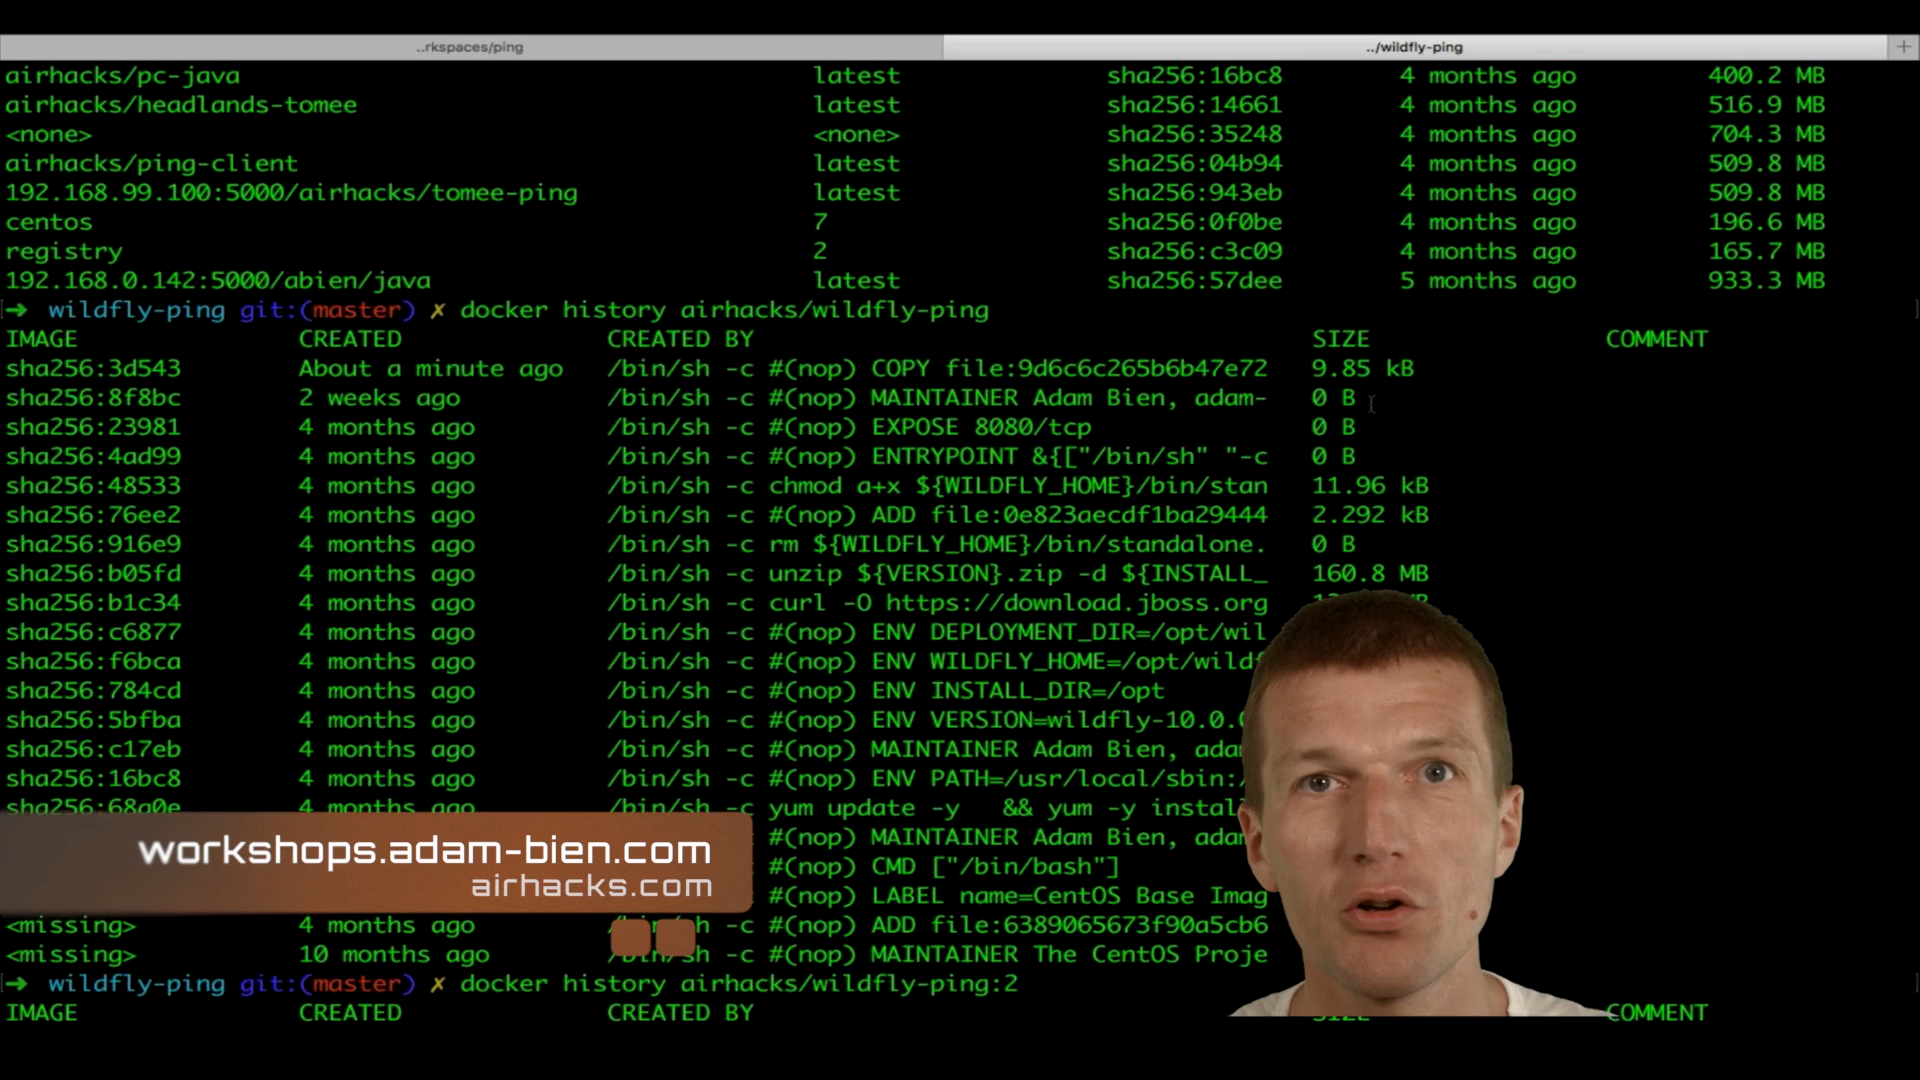 ..rkspaces/ping ../wildfly-ping +
airhacks/pc-java latest sha256:16bc8 4 months ago 400.2 MB
airhacks/headlands-tomee latest sha256:14661 4 months ago 516.9 MB
<none> <none> sha256:35248 4 months ago 704.3 MB
airhacks/ping-client latest sha256:04b94 4 months ago 509.8 MB
192.168.99.100:5000/airhacks/tomee-ping latest sha256:943eb 4 months ago 509.8 MB
centos 7 sha256:0f0be 4 months ago 196.6 MB
registry 2 sha256:c3c09 4 months ago 165.7 MB
192.168.0.142:5000/abien/java latest sha256:57dee 5 months ago 933.3 MB
→ wildfly-ping git:(master) ✗ docker history airhacks/wildfly-ping
IMAGE CREATED CREATED BY SIZE COMMENT
sha256:3d543 About a minute ago /bin/sh -c #(nop) COPY file:9d6c6c265b6b47e72 9.85 kB
sha256:8f8bc 2 weeks ago /bin/sh -c #(nop) MAINTAINER Adam Bien, adam- 0 B
sha256:23981 4 months ago /bin/sh -c #(nop) EXPOSE 8080/tcp 0 B
sha256:4ad99 4 months ago /bin/sh -c #(nop) ENTRYPOINT &{["/bin/sh" "-c 0 B
sha256:48533 4 months ago /bin/sh -c chmod a+x ${WILDFLY_HOME}/bin/stan 11.96 kB
sha256:76ee2 4 months ago /bin/sh -c #(nop) ADD file:0e823aecdf1ba29444 2.292 kB
sha256:916e9 4 months ago /bin/sh -c rm ${WILDFLY_HOME}/bin/standalone. 0 B
sha256:b05fd 4 months ago /bin/sh -c unzip ${VERSION}.zip -d ${INSTALL_ 160.8 MB
sha256:b1c34 4 months ago /bin/sh -c curl -O https://download.jboss.org
sha256:c6877 4 months ago /bin/sh -c #(nop) ENV DEPLOYMENT_DIR=/opt/wil
sha256:f6bca 4 months ago /bin/sh -c #(nop) ENV WILDFLY_HOME=/opt/wildf
sha256:784cd 4 months ago /bin/sh -c #(nop) ENV INSTALL_DIR=/opt
sha256:5bfba 4 months ago /bin/sh -c #(nop) ENV VERSION=wildfly-10.0.
sha256:c17eb 4 months ago /bin/sh -c #(nop) MAINTAINER Adam Bien, ada
sha256:16bc8 4 months ago /bin/sh -c #(nop) ENV PATH=/usr/local/sbin:
sha256:68a0e 4 months ago /bin/sh -c yum update -y && yum -y instal
#(nop) MAINTAINER Adam Bien, ada
workshops.adam-bien.com
#(nop) CMD ["/bin/bash"]
airhacks.com
#(nop) LABEL name=CentOS Base Imag
<missing> 4 months ago /bin/sh -c #(nop) ADD file:6389065673f90a5cb6
<missing> 10 months ago /bin/sh -c #(nop) MAINTAINER The CentOS Proje
→ wildfly-ping git:(master) ✗ docker history airhacks/wildfly-ping:2
IMAGE CREATED CREATED BY SIZE COMMENT